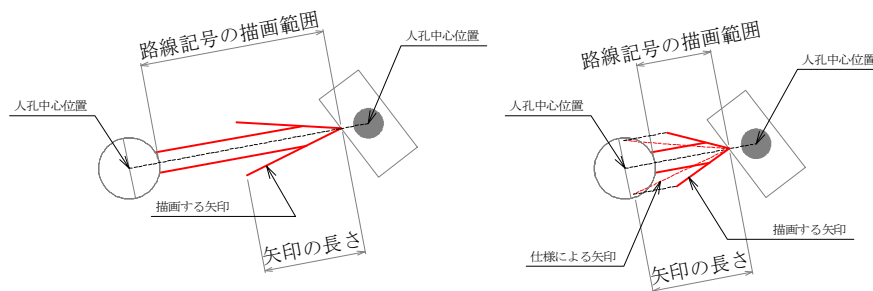 路線記号の描画範囲
人孔中心位置
人孔中心位置
描画する矢印
矢印の長さ
路線記号の描画範囲
人孔中心位置
人孔中心位置
描画する矢印
仕様による矢印
矢印の長さ